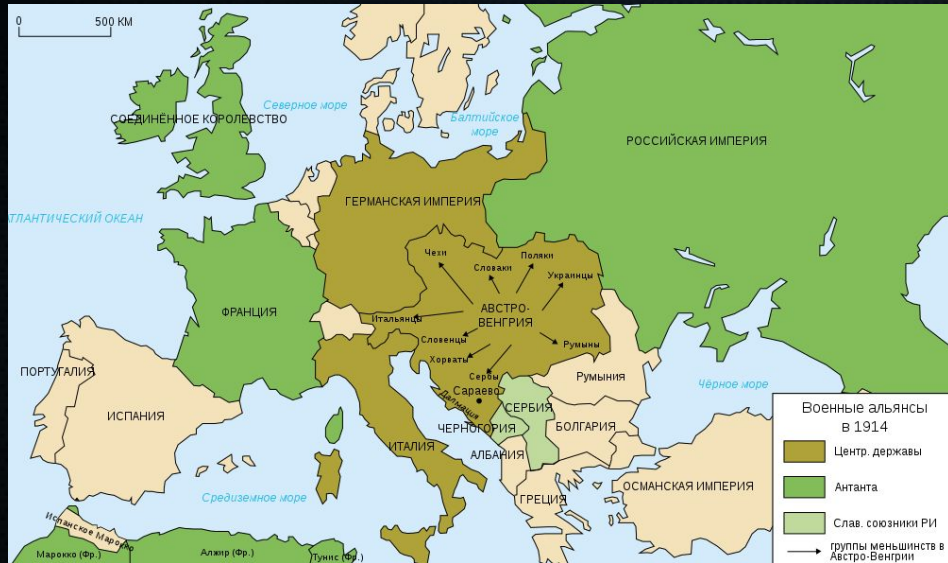 0 500 КМ
Северное море
Балтийское
море
СОЕДИНЁННОЕ КОРОЛЕВСТВО
РОССИЙСКАЯ ИМПЕРИЯ
ГЕРМАНСКАЯ ИМПЕРИЯ
АТЛАНТИЧЕСКИЙ ОКЕАН
Чехи
Словаки
Поляки
Украинцы
ФРАНЦИЯ
АВСТРО-
ВЕНГРИЯ
Итальянцы
Словенцы
Хорваты
Румыны
Сербы
Сараево
Далмация
ПОРТУГАЛИЯ
ИСПАНИЯ
Румыния
Чёрное море
СЕРБИЯ
ЧЕРНОГОРИЯ
БОЛГАРИЯ
ИТАЛИЯ
АЛБАНИЯ
ГРЕЦИЯ
ОСМАНСКАЯ ИМПЕРИЯ
Средиземное море
Испанское Марокко
Марокко (Фр.)
Алжир (Фр.)
Тунис (Фр.)
Военные альянсы
в 1914
Центр. державы
Антанта
Слав. союзники РИ
группы меньшинств в
Австро-Венгрии